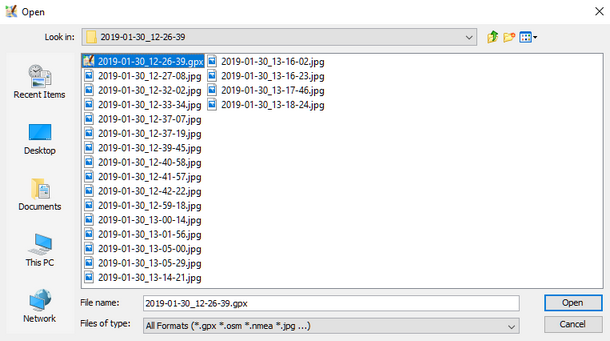 Open
Look in: 2019-01-30_12-26-39
Recent Items
Desktop
Documents
This PC
Network
2019-01-30_12-26-39.gpx
2019-01-30_12-27-08.jpg
2019-01-30_12-32-02.jpg
2019-01-30_12-33-34.jpg
2019-01-30_12-37-07.jpg
2019-01-30_12-37-19.jpg
2019-01-30_12-39-45.jpg
2019-01-30_12-40-58.jpg
2019-01-30_12-41-57.jpg
2019-01-30_12-42-22.jpg
2019-01-30_12-59-18.jpg
2019-01-30_13-00-14.jpg
2019-01-30_13-01-56.jpg
2019-01-30_13-05-00.jpg
2019-01-30_13-05-29.jpg
2019-01-30_13-14-21.jpg
2019-01-30_13-16-02.jpg
2019-01-30_13-16-23.jpg
2019-01-30_13-17-46.jpg
2019-01-30_13-18-24.jpg
File name: 2019-01-30_12-26-39.gpx Open
Files of type: All Formats (*.gpx *.osm *.nmea *.jpg ...) Cancel